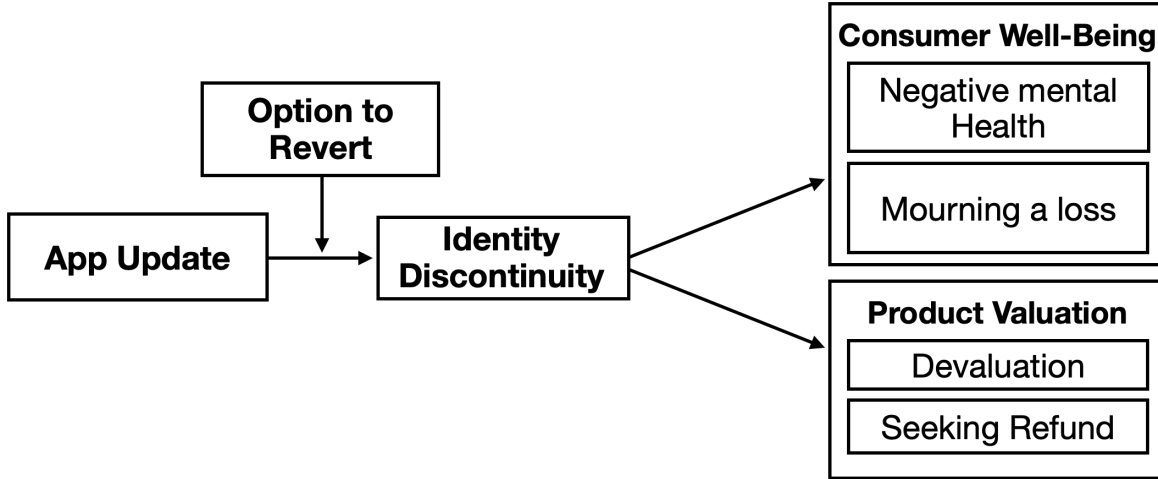 Option to
Revert
App Update
Identity
Discontinuity
Consumer Well-Being
Negative mental
Health
Mourning a loss
Product Valuation
Devaluation
Seeking Refund